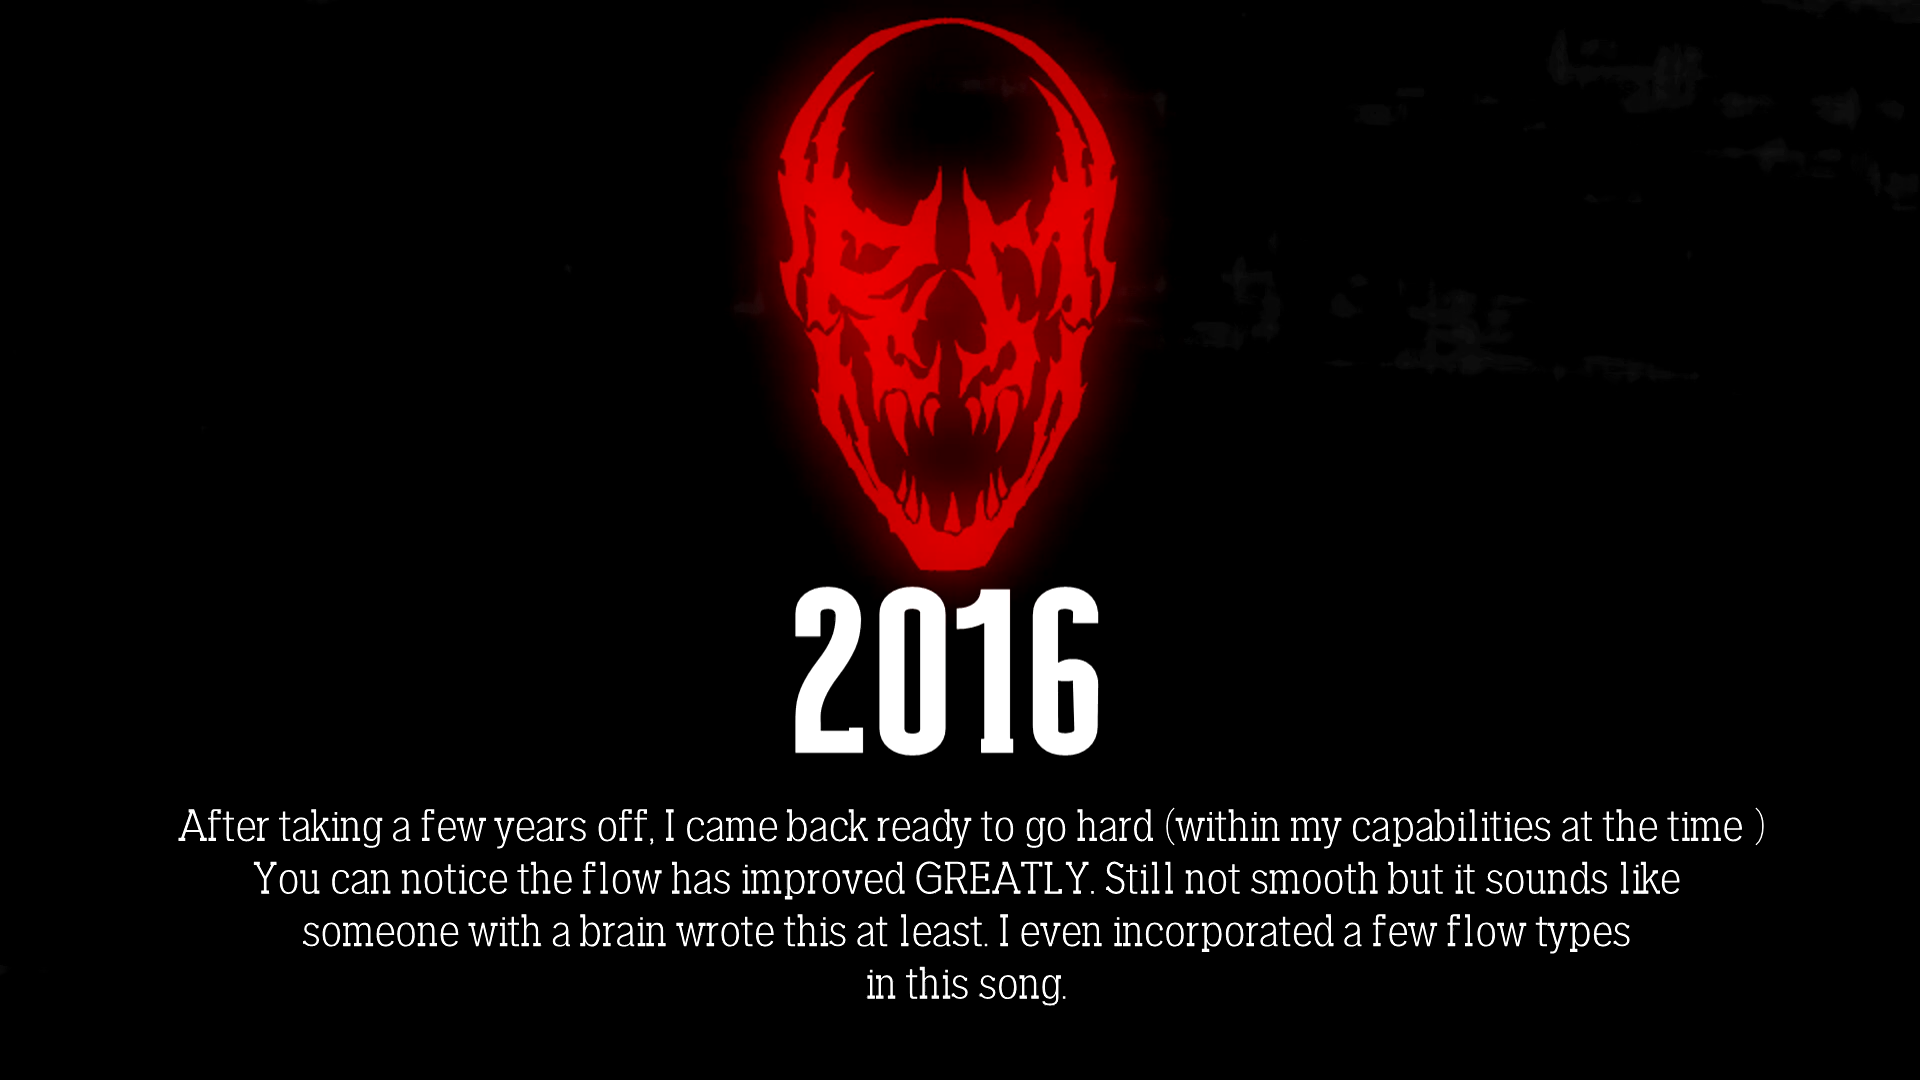 2016
After taking a few years off, I came back ready to go hard (within my capabilities at the time )
You can notice the flow has improved GREATLY. Still not smooth but it sounds like
someone with a brain wrote this at least. I even incorporated a few flow types
in this song.